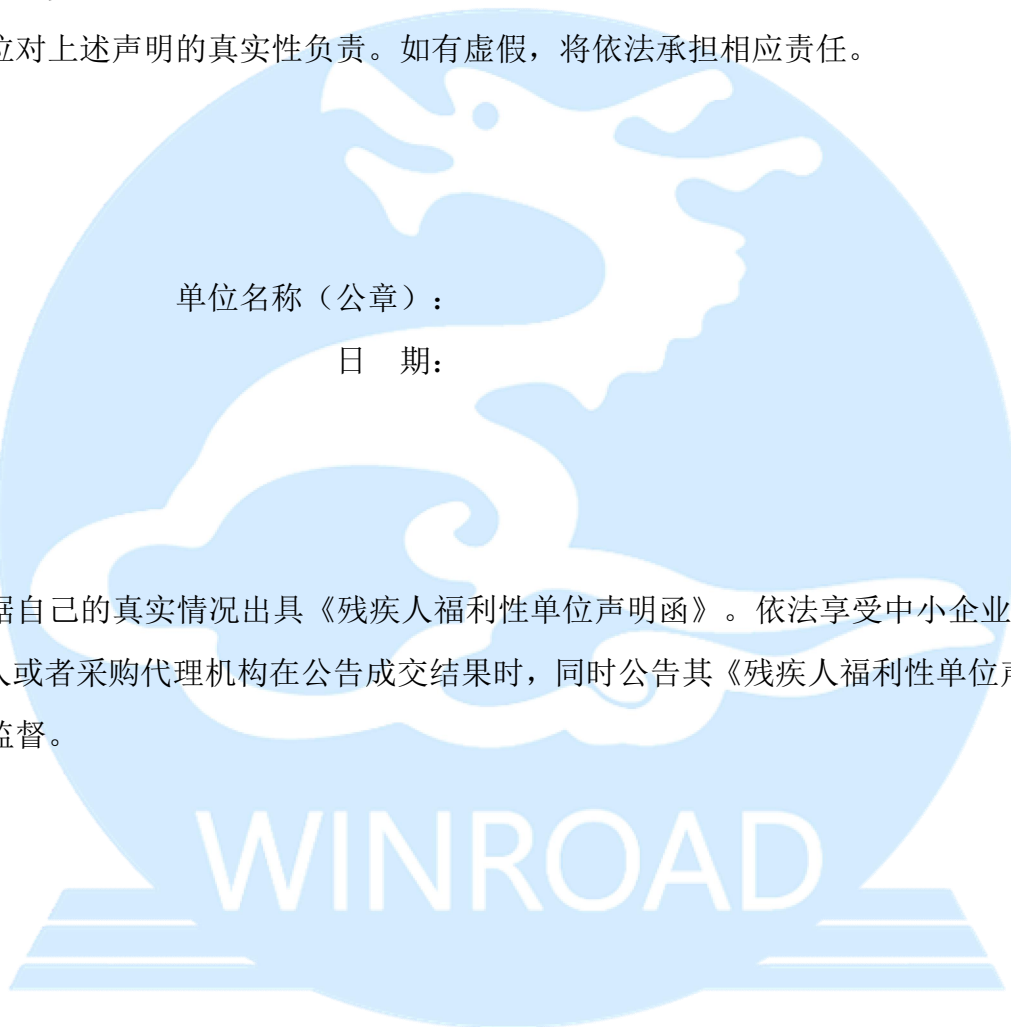 位对上述声明的真实性负责。如有虚假，将依法承担相应责任。
单位名称（公章）：
日　期：
据自己的真实情况出具《残疾人福利性单位声明函》。依法享受中小企业
人或者采购代理机构在公告成交结果时，同时公告其《残疾人福利性单位声
监督。
WINROAD